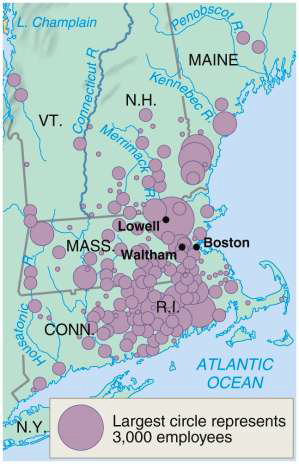 L. Champlain
Penobscot R
MAINE
Connecticut R
Kennebec R
N.H.
VT.
Merrimack R
Lowell
Boston
MASS.
Waltham
Housatonic R
R.I.
CONN.
ATLANTIC
OCEAN
N.Y.
Largest circle represents
3,000 employees